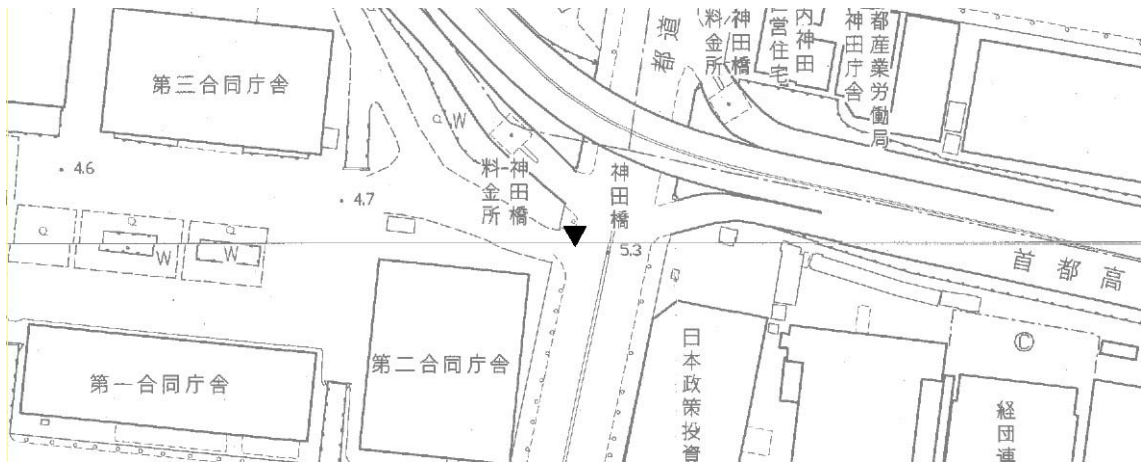 第三合同庁舎
4.6
4.7
W
神田橋
料金所
神田橋
5.3
都道
神田橋
料金所
内神田
営住宅
都産業労働局
神田庁舎
W
W
首都高
第一合同庁舎
第二合同庁舎
日本政策投資
C
経団連